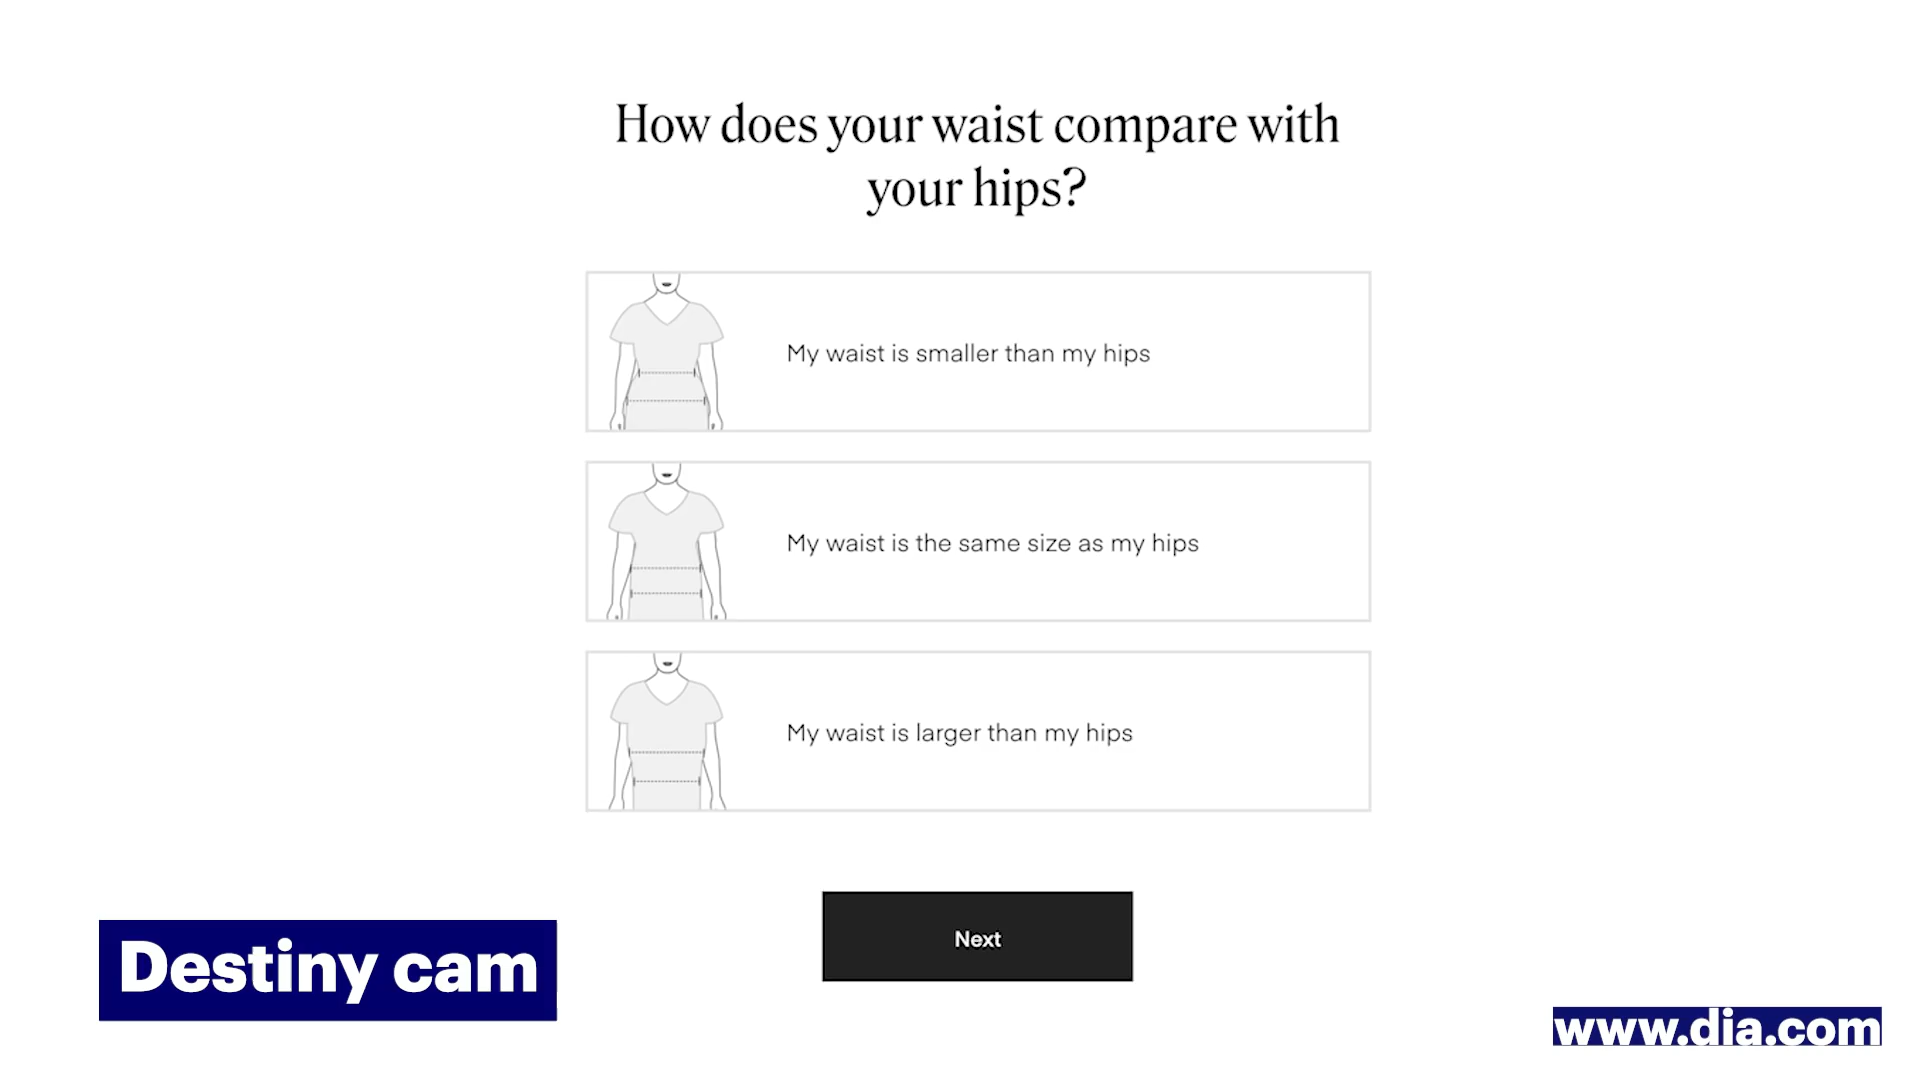 How does your waist compare with
your hips?
My waist is smaller than my hips
My waist is the same size as my hips
My waist is larger than my hips
Next
Destiny cam
www.dia.com